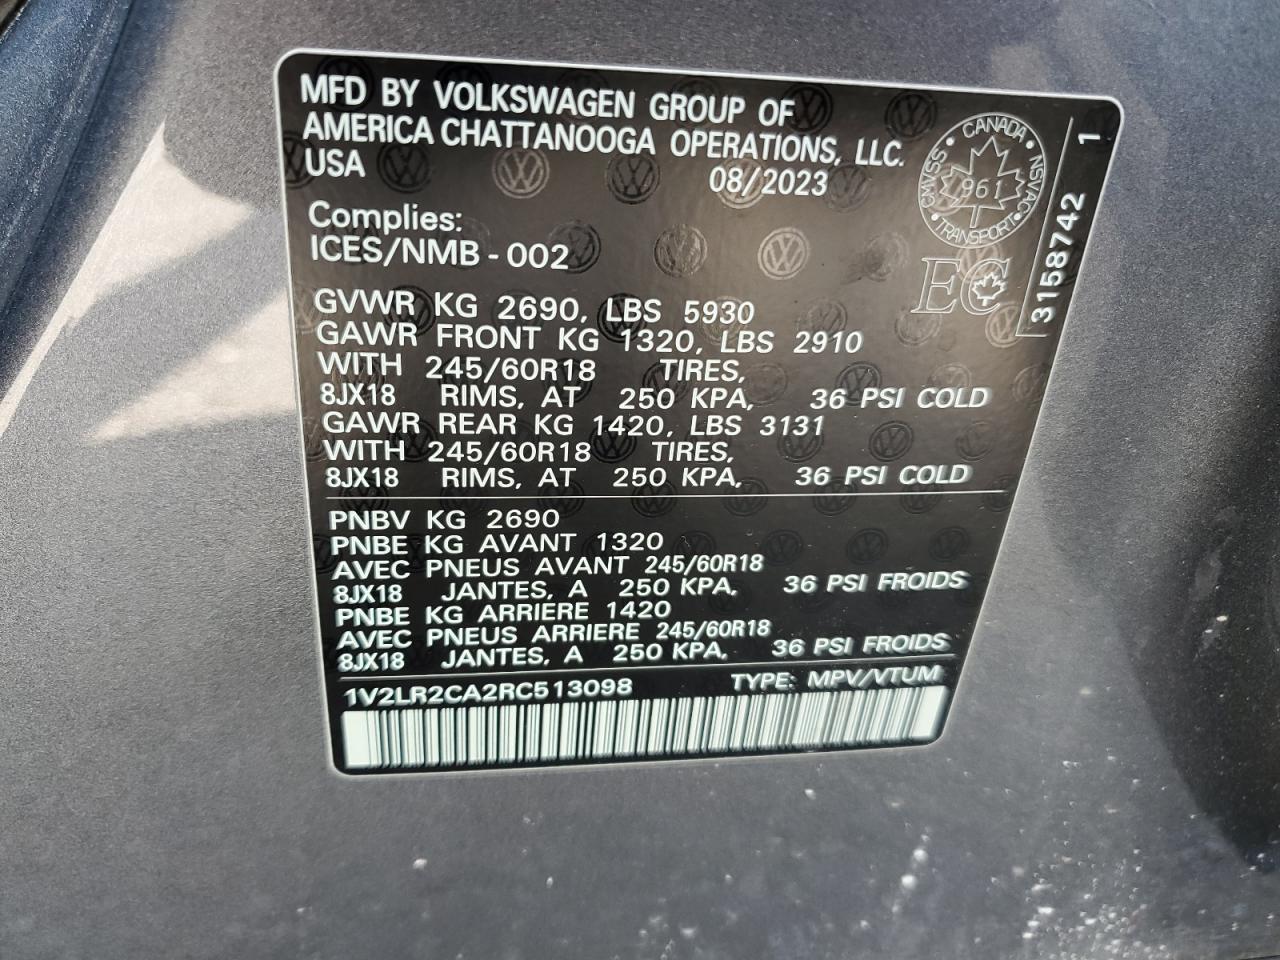 MFD BY VOLKSWAGEN GROUP OF
AMERICA CHATTANOOGA OPERATIONS, LLC.
USA 08/2023
Complies:
ICES/NMB - 002
GVWR KG 2690, LBS 5930
GAWR FRONT KG 1320, LBS 2910
WITH 245/60R18 TIRES,
8JX18 RIMS, AT 250 KPA, 36 PSI COLD
GAWR REAR KG 1420, LBS 3131
WITH 245/60R18 TIRES,
8JX18 RIMS, AT 250 KPA, 36 PSI COLD
PNBV KG 2690
PNBE KG AVANT 1320
AVEC PNEUS AVANT 245/60R18
8JX18 JANTES, A 250 KPA, 36 PSI FROIDS
PNBE KG ARRIERE 1420
AVEC PNEUS ARRIERE 245/60R18
8JX18 JANTES, A 250 KPA, 36 PSI FROIDS
1V2LR2CA2RC513098 TYPE: MPV/VTUM
CANADA
CMVSS 961 NSVAC
TRANSPORT
EC
3158742 1